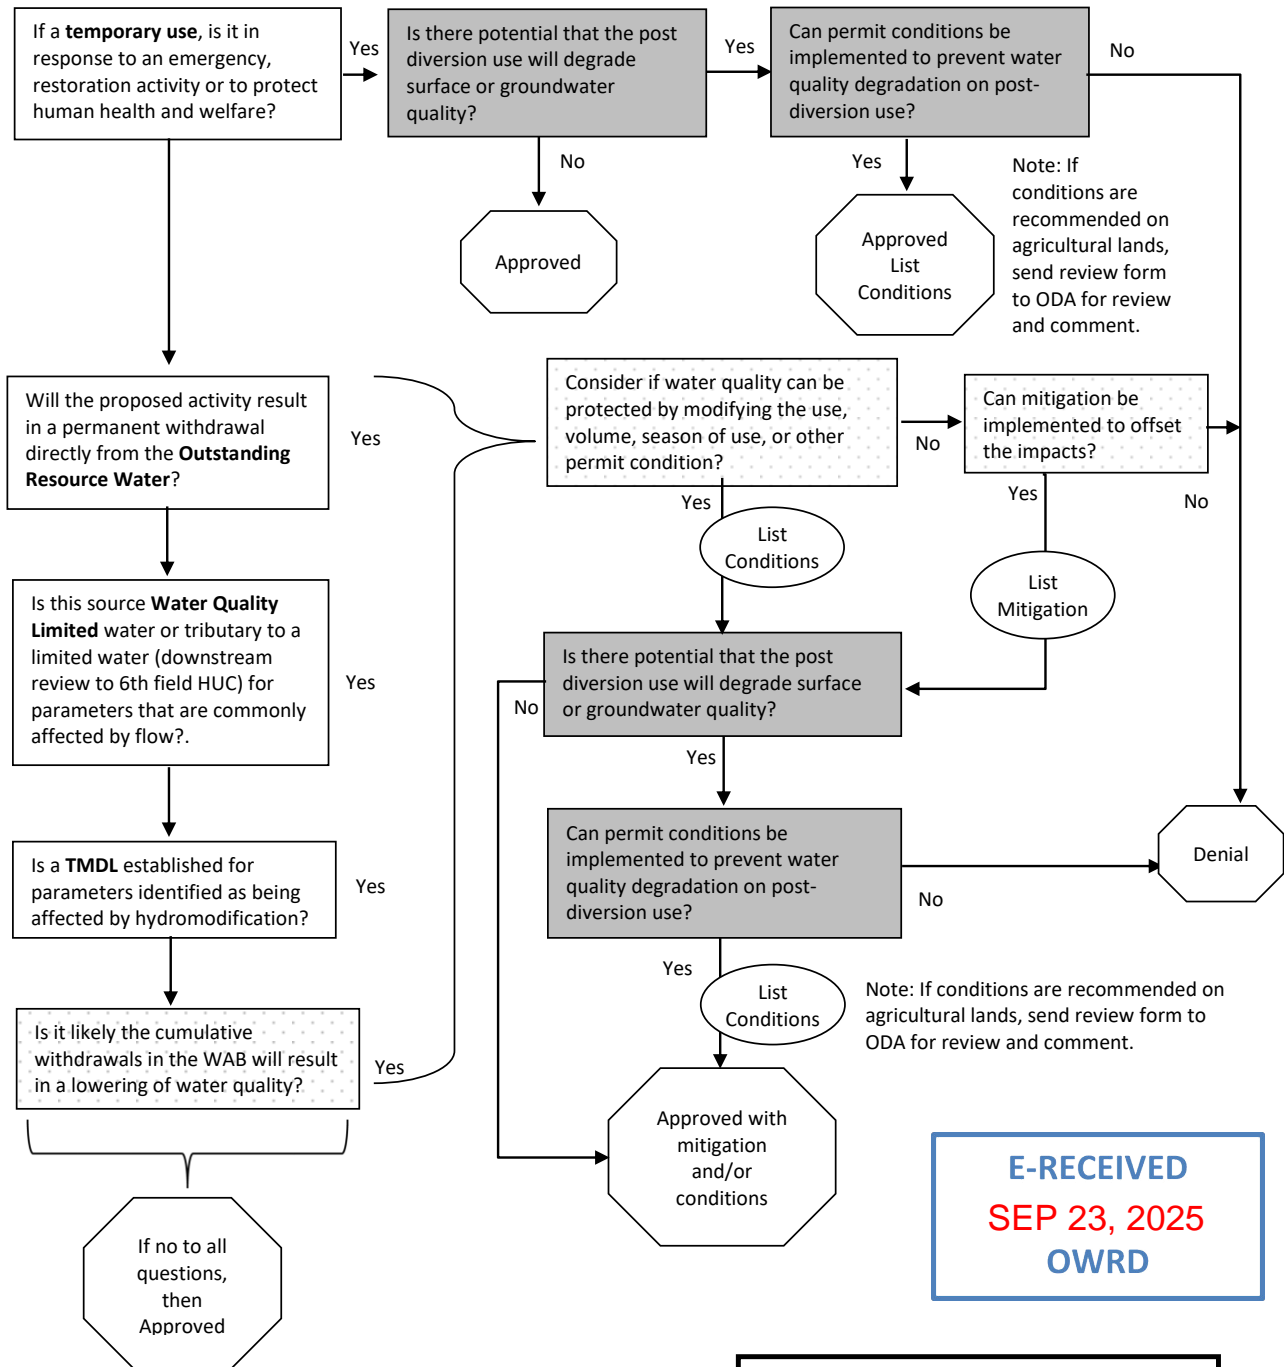 If a temporary use, is it in
response to an emergency,
restoration activity or to protect
human health and welfare?
Yes
Is there potential that the post
diversion use will degrade
surface or groundwater
quality?
Yes
Can permit conditions be
implemented to prevent water
quality degradation on post-
diversion use?
No
No
Approved
Yes
Approved
List
Conditions
Note: If
conditions are
recommended on
agricultural lands,
send review form
to ODA for review
and comment.
Will the proposed activity result
in a permanent withdrawal
directly from the Outstanding
Resource Water?
Yes
Consider if water quality can be
protected by modifying the use,
volume, season of use, or other
permit condition?
No
Can mitigation be
implemented to offset
the impacts?
No
Yes
List
Conditions
Yes
List
Mitigation
Is this source Water Quality
Limited water or tributary to a
limited water (downstream
review to 6th field HUC) for
parameters that are commonly
affected by flow?.
Yes
Is there potential that the post
diversion use will degrade surface
or groundwater quality?
No
Yes
Is a TMDL established for
parameters identified as being
affected by hydromodification?
Yes
Can permit conditions be
implemented to prevent water
quality degradation on post-
diversion use?
No
Denial
Yes
List
Conditions
Note: If conditions are recommended on
agricultural lands, send review form to
ODA for review and comment.
Is it likely the cumulative
withdrawals in the WAB will result
in a lowering of water quality?
Yes
Approved with
mitigation
and/or
conditions
If no to all
questions,
then
Approved
E-RECEIVED
SEP 23, 2025
OWRD